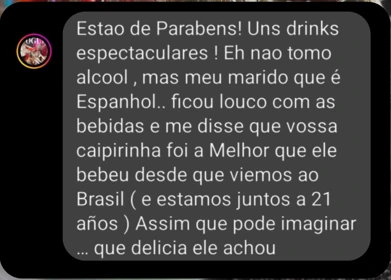 Estao de Parabens! Uns drinks
espectaculares ! Eh nao tomo
alcool , mas meu marido que é
Espanhol.. ficou louco com as
bebidas e me disse que vossa
caipirinha foi a Melhor que ele
bebeu desde que viemos ao
Brasil ( e estamos juntos a 21
años ) Assim que pode imaginar
… que delicia ele achou